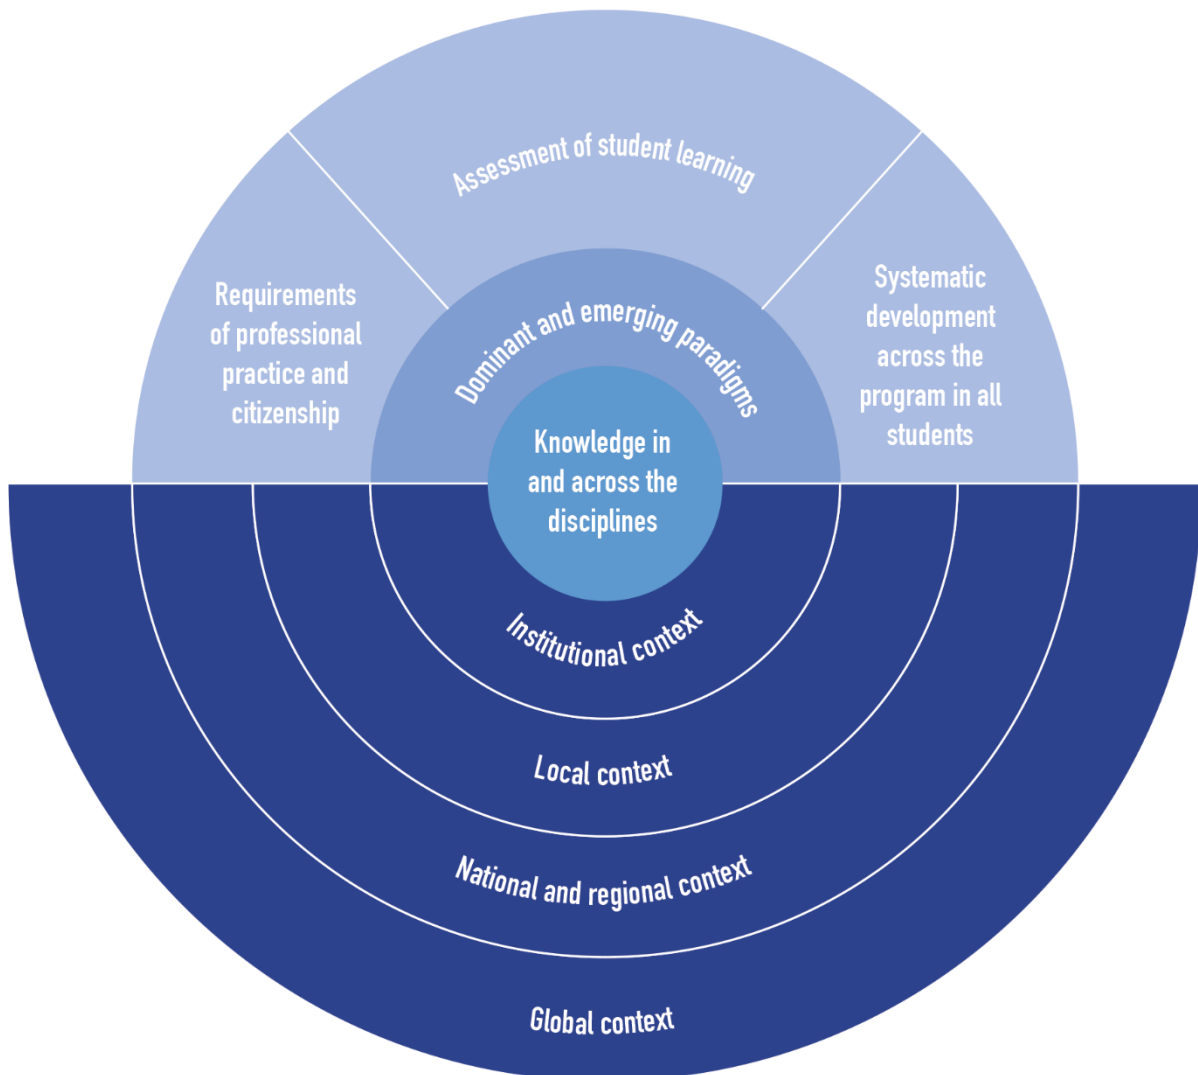 Assessment of student learning
Requirements
of professional
practice and
citizenship
Dominant and emerging paradigms
Systematic
development
across the
program in all
students
Knowledge in
and across the
disciplines
Institutional context
Local context
National and regional context
Global context